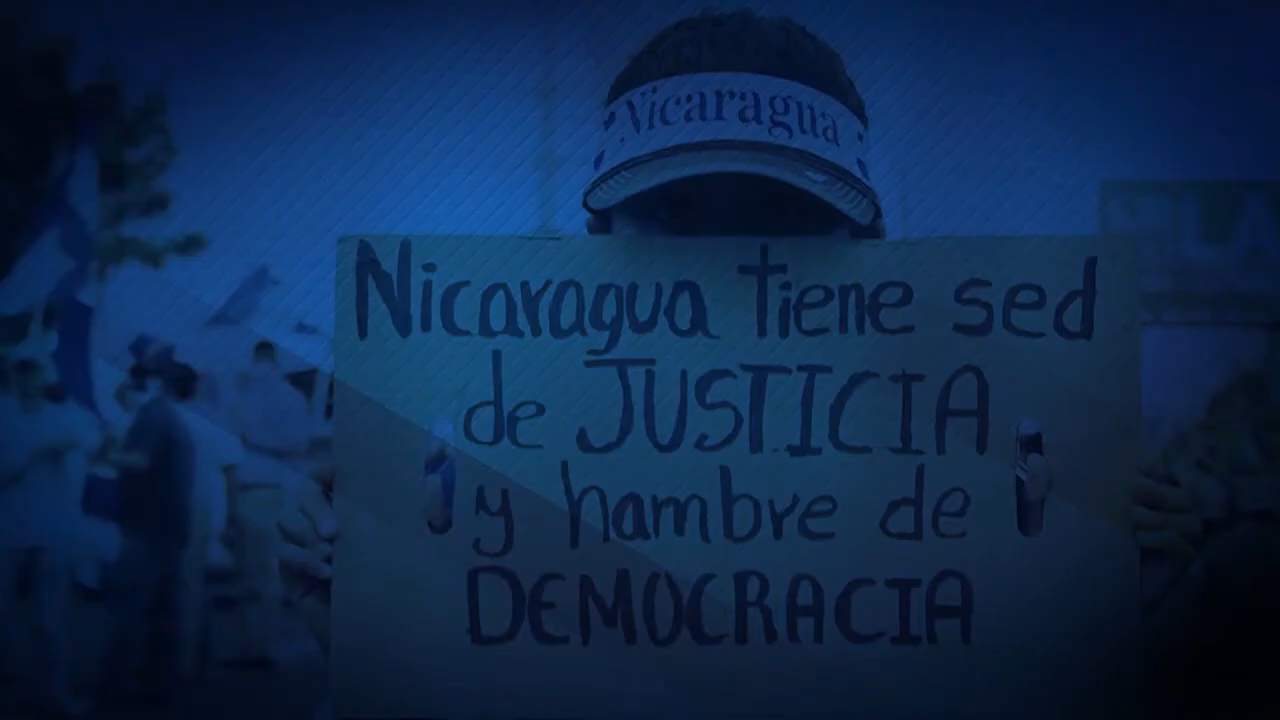 Nicaragua
Nicaragua tiene sed
de JUSTICIA
y hambre de
DEMOCRACIA